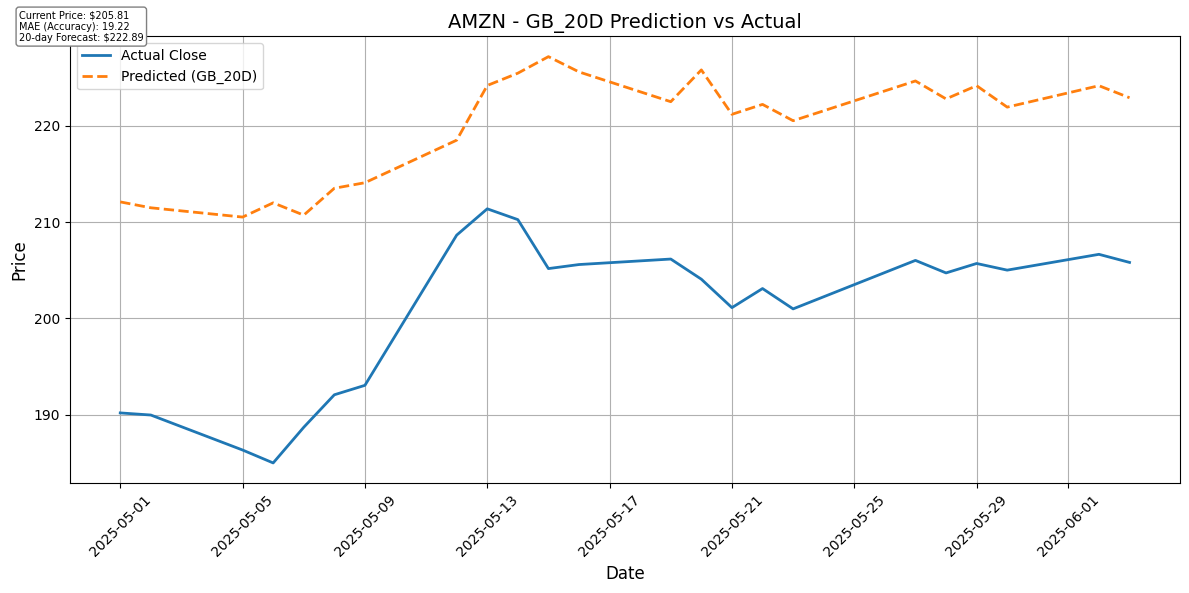 AMZN - GB_20D Prediction vs Actual
Current Price: $205.81
MAE (Accuracy): 19.22
20-day Forecast: $222.89
Actual Close
Predicted (GB_20D)
Price
220
210
200
190
2025-05-01
2025-05-05
2025-05-09
2025-05-13
2025-05-17
2025-05-21
2025-05-25
2025-05-29
2025-06-01
Date